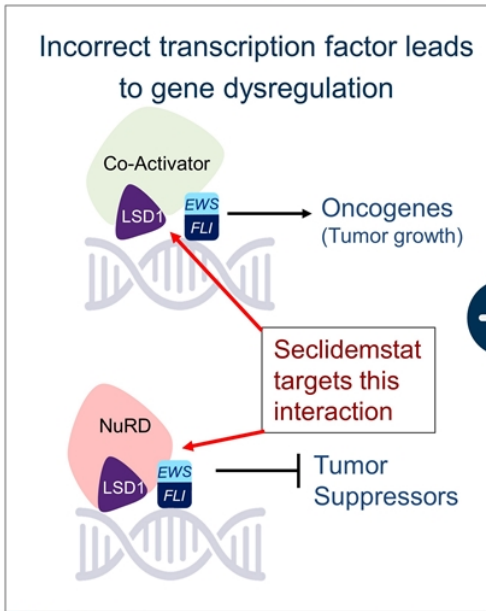 Incorrect transcription factor leads
to gene dysregulation
Co-Activator
LSD1
EWS
FLI
Oncogenes
(Tumor growth)
Seclidemstat
targets this
interaction
NuRD
LSD1
EWS
FLI
Tumor
Suppressors